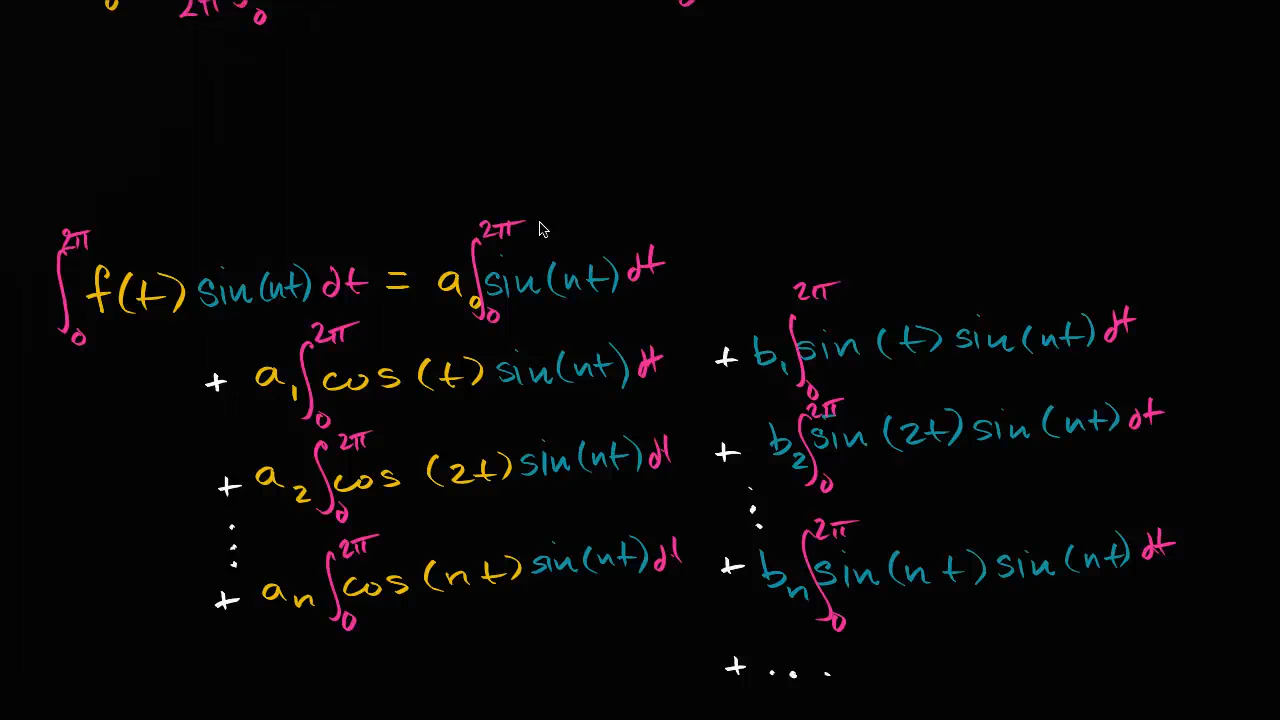 2π 0
∫₀^2π f(t) sin(nt) dt = a₀ ∫₀^2π sin(nt) dt
+ a₁ ∫₀^2π cos(t) sin(nt) dt + b₁ ∫₀^2π sin(t) sin(nt) dt
+ a₂ ∫₀^2π cos(2t) sin(nt) dt + b₂ ∫₀^2π sin(2t) sin(nt) dt
⋮ ⋮
+ aₙ ∫₀^2π cos(nt) sin(nt) dt + bₙ ∫₀^2π sin(nt) sin(nt) dt
+ ...